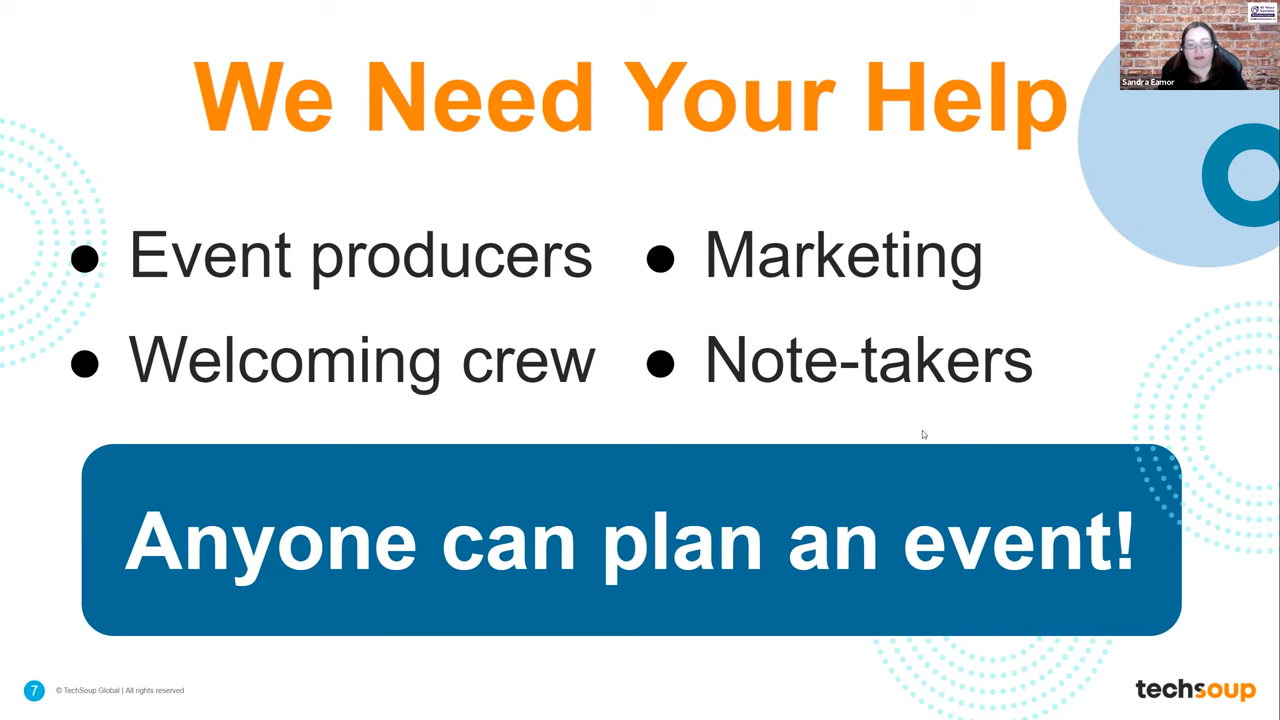 We Need Your Help
Sandra Eamor
● Event producers
● Welcoming crew
● Marketing
● Note-takers
Anyone can plan an event!
7
© TechSoup Global | All rights reserved
techsoup